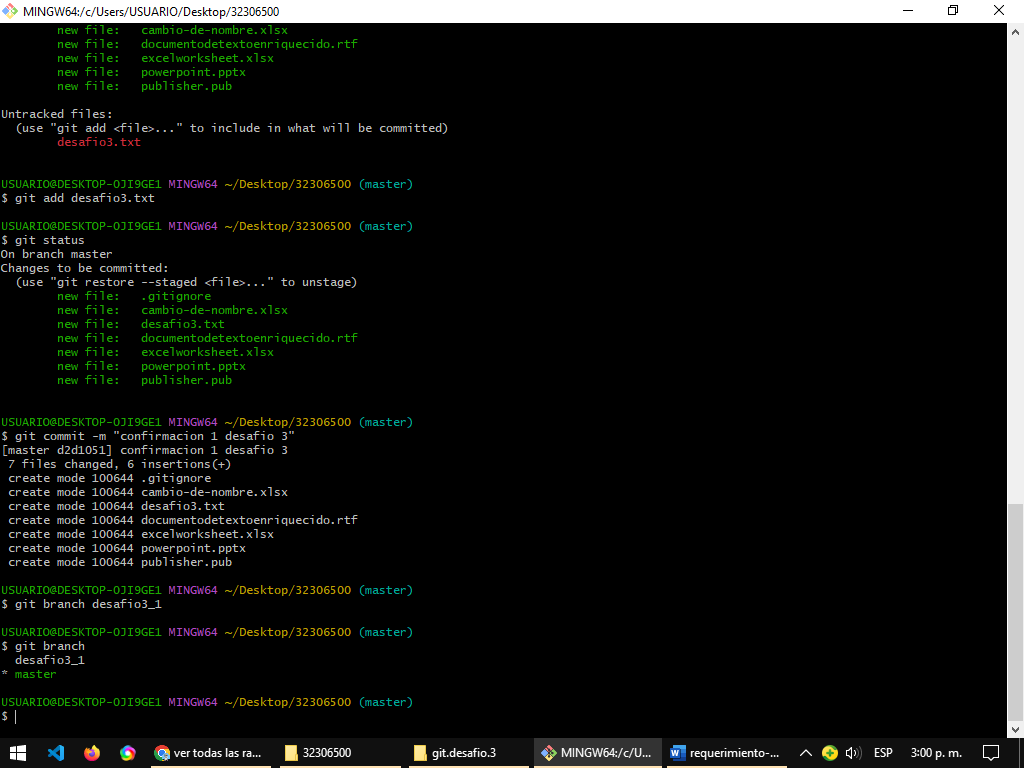 MINGW64:/c/Users/USUARIO/Desktop/32306500
new file:   cambio-de-nombre.xlsx
new file:   documentodetextoenriquecido.rtf
new file:   excelworksheet.xlsx
new file:   powerpoint.pptx
new file:   publisher.pub
Untracked files:
(use "git add <file>..." to include in what will be committed)
desafio3.txt
USUARIO@DESKTOP-OJI9GE1 MINGW64 ~/Desktop/32306500 (master)
$ git add desafio3.txt
USUARIO@DESKTOP-OJI9GE1 MINGW64 ~/Desktop/32306500 (master)
$ git status
On branch master
Changes to be committed:
(use "git restore --staged <file>..." to unstage)
new file:   .gitignore
new file:   cambio-de-nombre.xlsx
new file:   desafio3.txt
new file:   documentodetextoenriquecido.rtf
new file:   excelworksheet.xlsx
new file:   powerpoint.pptx
new file:   publisher.pub
USUARIO@DESKTOP-OJI9GE1 MINGW64 ~/Desktop/32306500 (master)
$ git commit -m "confirmacion 1 desafio 3"
[master d2d1051] confirmacion 1 desafio 3
7 files changed, 6 insertions(+)
create mode 100644 .gitignore
create mode 100644 cambio-de-nombre.xlsx
create mode 100644 desafio3.txt
create mode 100644 documentodetextoenriquecido.rtf
create mode 100644 excelworksheet.xlsx
create mode 100644 powerpoint.pptx
create mode 100644 publisher.pub
USUARIO@DESKTOP-OJI9GE1 MINGW64 ~/Desktop/32306500 (master)
$ git branch desafio3_1
USUARIO@DESKTOP-OJI9GE1 MINGW64 ~/Desktop/32306500 (master)
$ git branch
desafio3_1
* master
USUARIO@DESKTOP-OJI9GE1 MINGW64 ~/Desktop/32306500 (master)
$
ver todas las ra... 32306500 git.desafio.3 MINGW64:/c/U... requerimiento-... ESP 3:00 p. m.